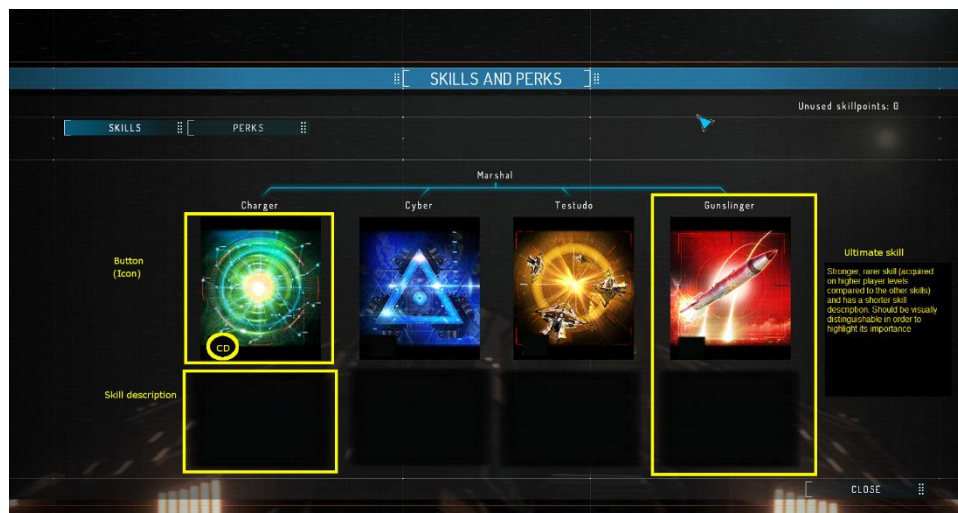 SKILLS AND PERKS
Unused skillpoints: 0
SKILLS
PERKS
Marshal
Charger
Cyber
Testudo
Gunslinger
Button
(Icon)
CD
Ultimate skill
Stronger, rarer skill (acquired
on higher player levels
compared to the other skills)
and has a shorter skill
description. Should be visually
distinguishable in order to
highlight its importance
Skill description
CLOSE